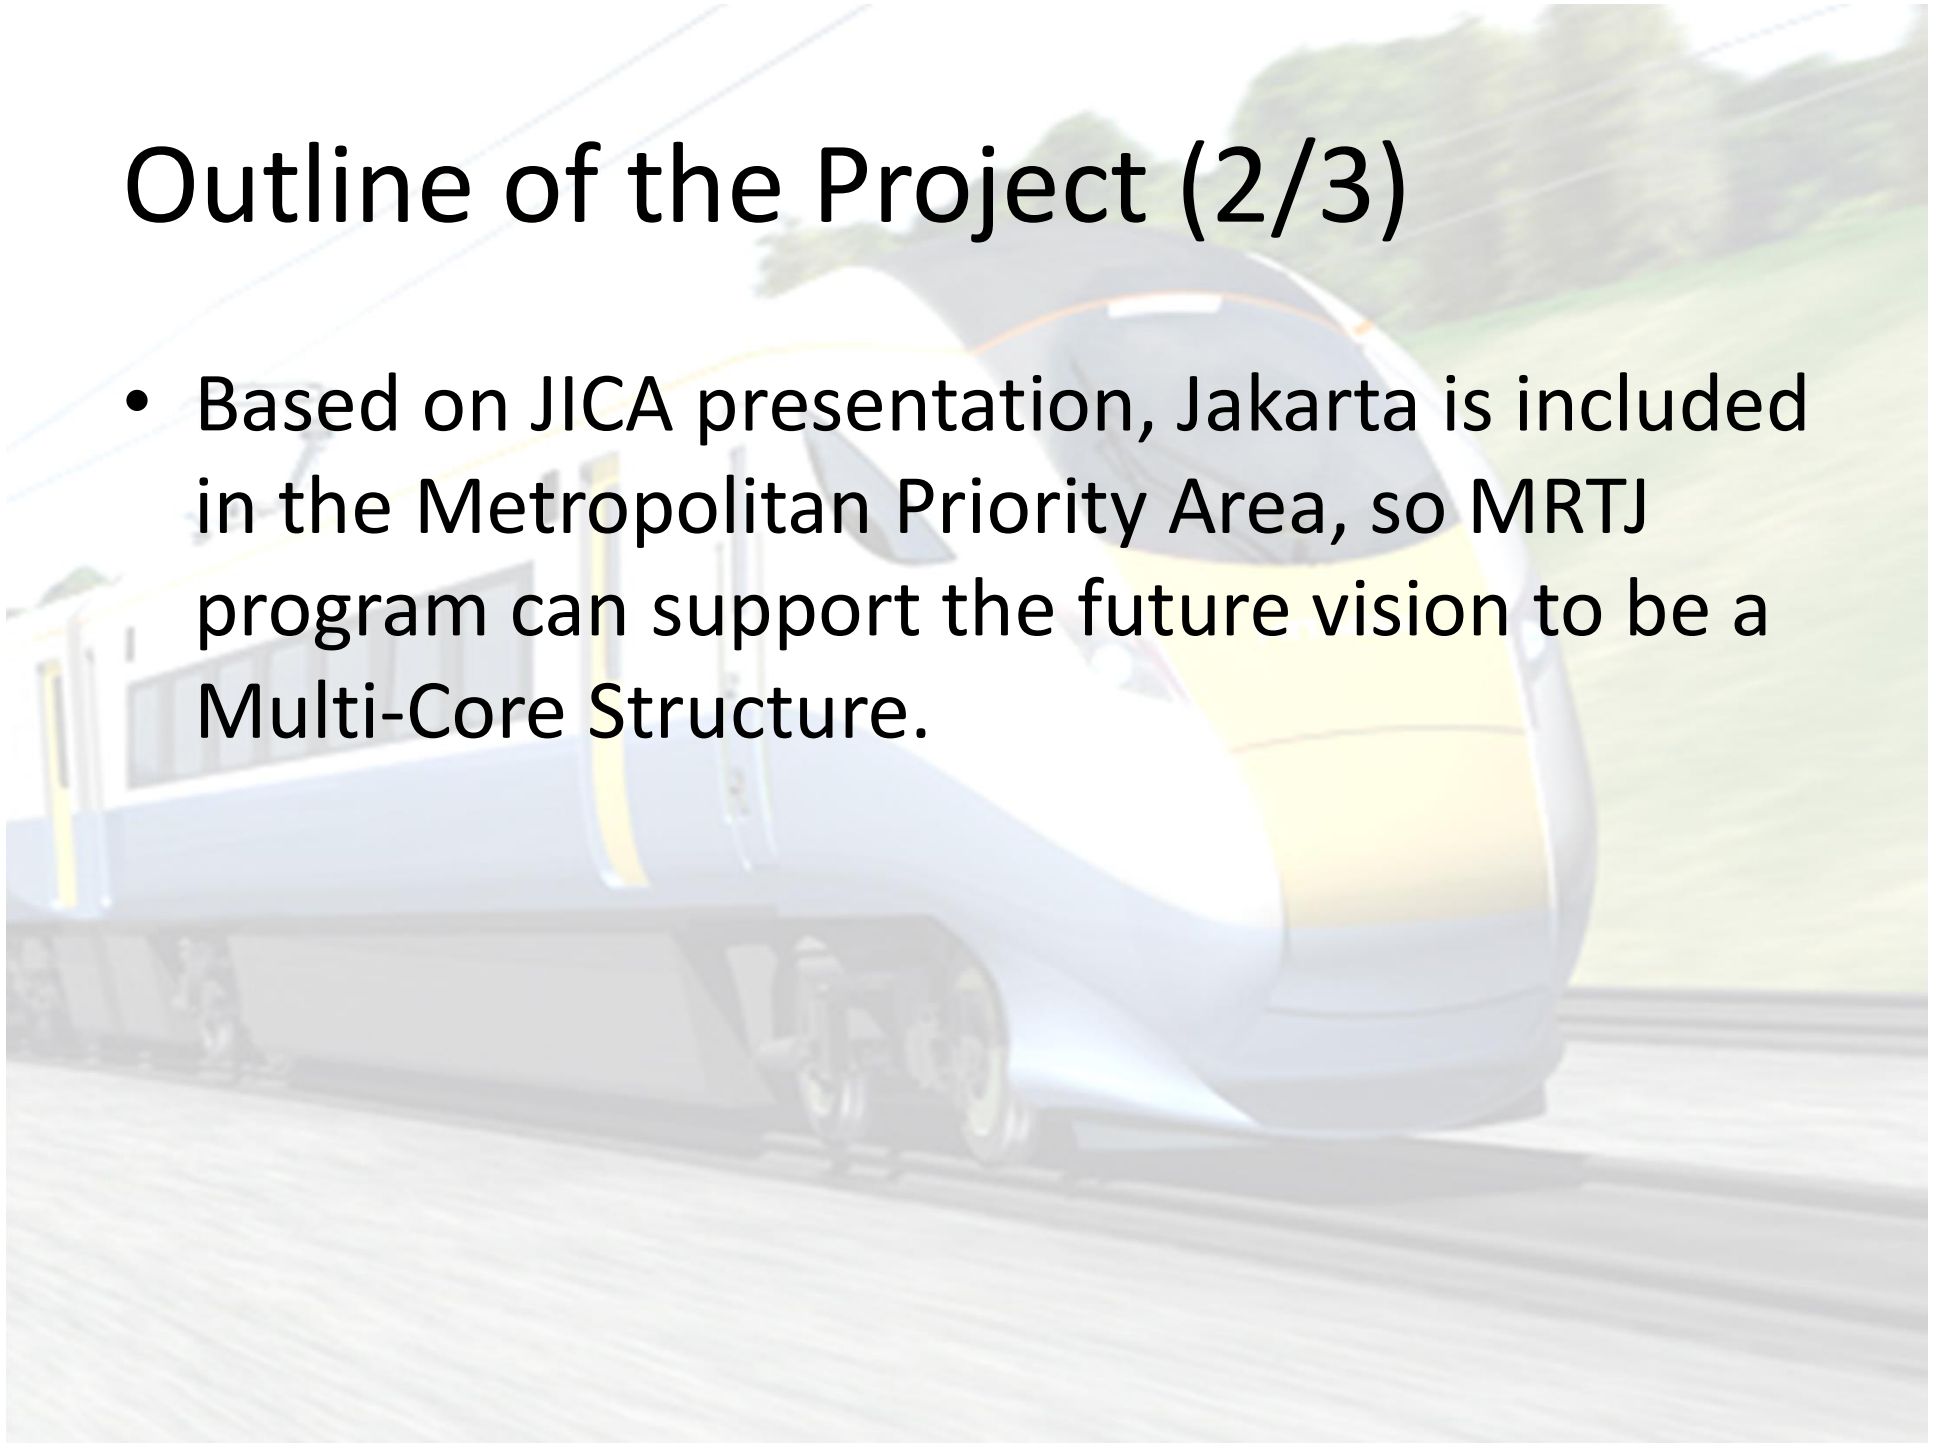 Outline of the Project (2/3)
• Based on JICA presentation, Jakarta is included
in the Metropolitan Priority Area, so MRTJ
program can support the future vision to be a
Multi-Core Structure.